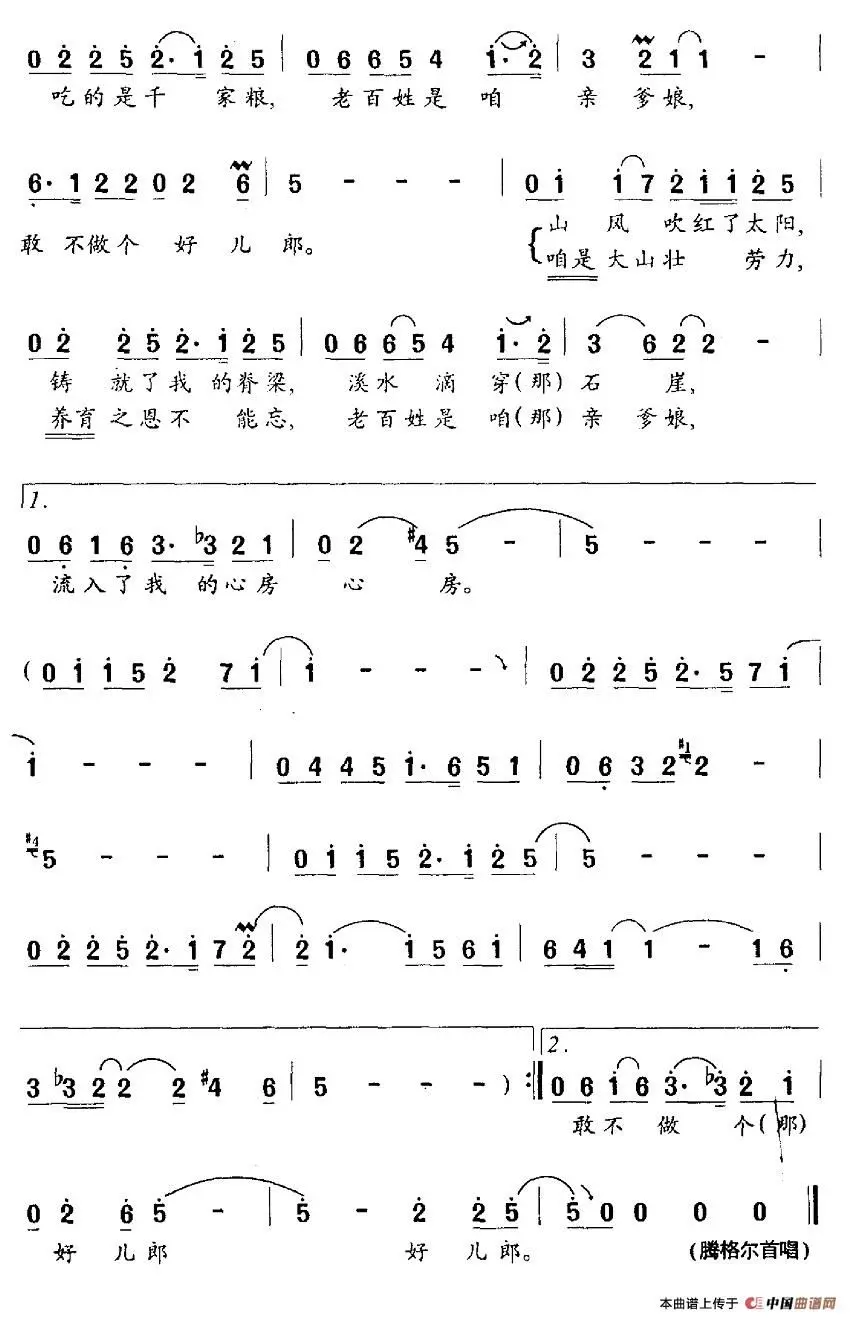 0 2 2 5 2· 1 2 5 | 0 6 6 5 4 1· 2 | 3 2 1 1 - |
吃的是千 家粮, 老百姓是 咱 亲 爹娘,
6· 1 2 2 0 2 6 | 5 - - - | 0 1 1 7 2 1 1 2 5
敢 不做个 好 儿 郎。 山 风 吹红了太阳,
咱是大山壮 劳力,
0 2 2 5 2· 1 2 5 | 0 6 6 5 4 1· 2 | 3 6 2 2 - |
铸 就了我 的脊梁, 溪水 滴 穿(那)石 崖,
养育之恩不 能忘, 老百姓是 咱(那)亲 爹娘,
1.
0 6 1 6 3· ♭3 2 1 | 0 2 #4 5 - | 5 - - - |
流入了我 的心房 心 房。
(0 1 1 5 2 7 1 | 1 - - - | 0 2 2 5 2· 5 7 1 |
1 - - - | 0 4 4 5 1· 6 5 1 | 0 6 3 2 #1 2 - |
#4 5 - - - | 0 1 1 5 2· 1 2 5 | 5 - - - |
0 2 2 5 2· 1 7 2 | 2 1· 1 5 6 1 | 6 4 1 1 - 1 6 |
2.
3 ♭3 2 2 2 #4 6 | 5 - - - ) :‖ 0 6 1 6 3· ♭3 2 1 |
敢不 做 个(那)
0 2 6 5 - | 5 - 2 2 5 | 5 0 0 0 0 ‖
好 儿郎 好 儿郎。 (腾格尔首唱)
本曲谱上传于 中国曲谱网